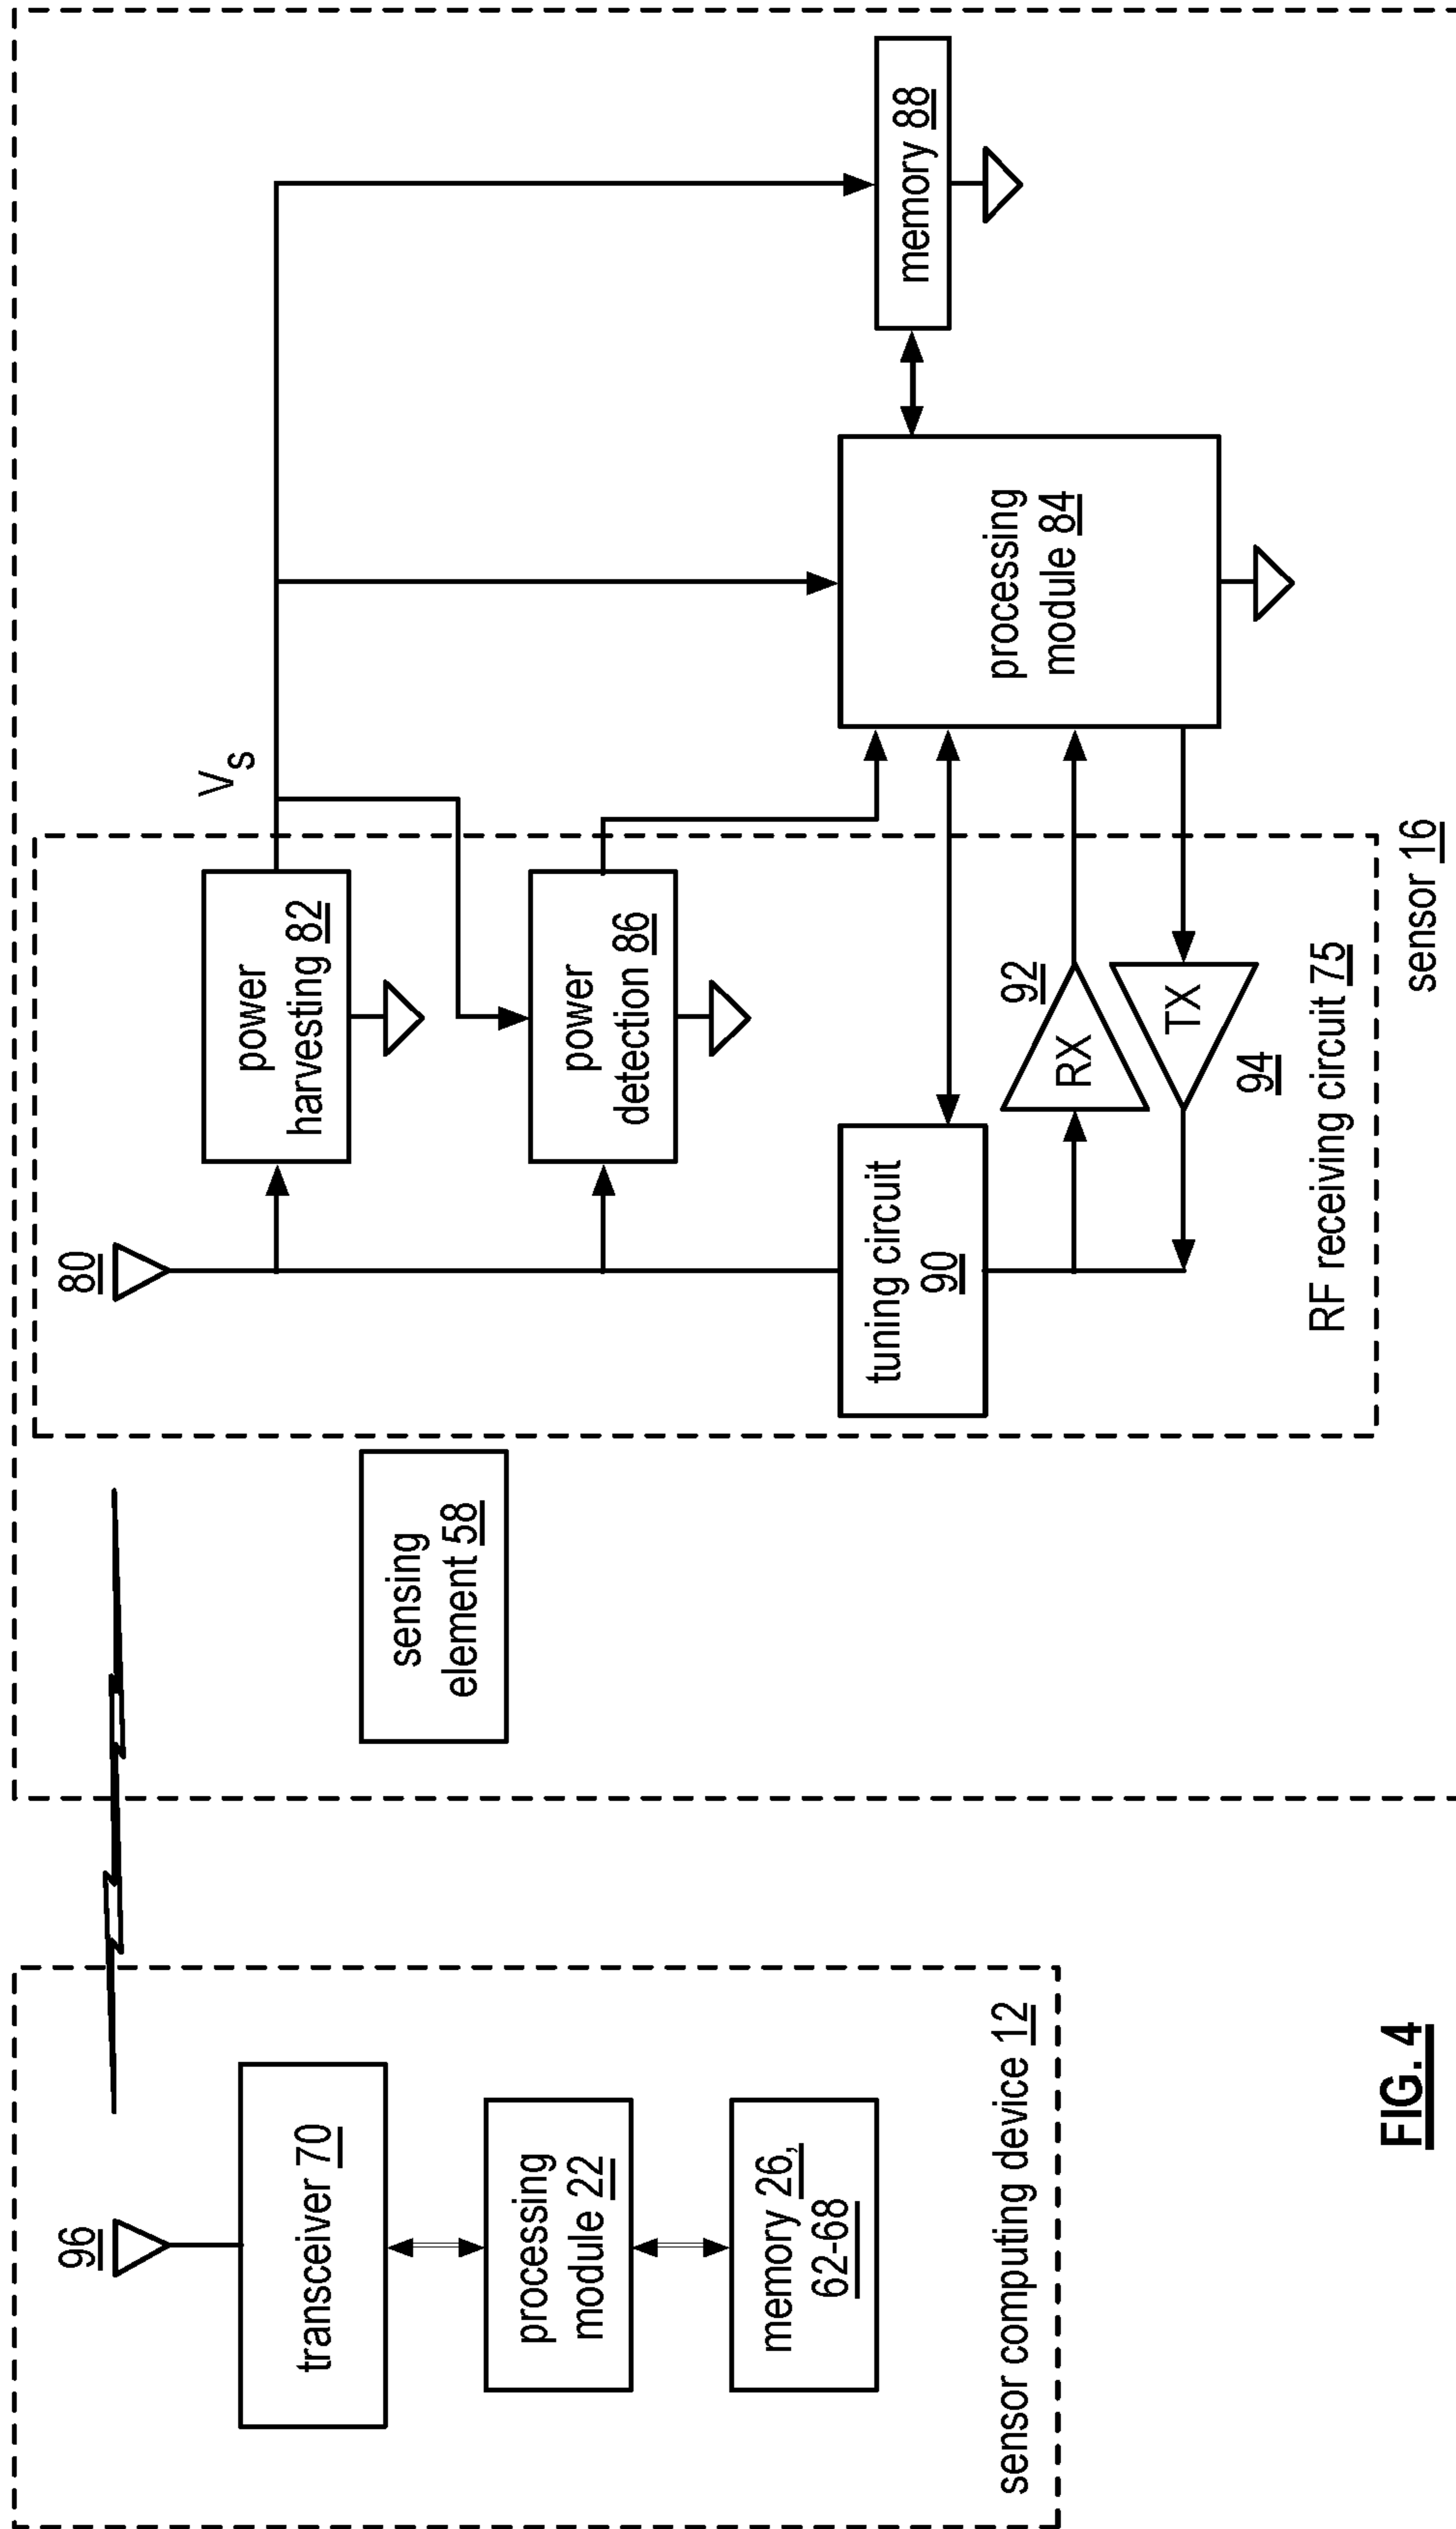 96
transceiver 70
processing
module 22
memory 26,
62-68
sensor computing device 12
sensing
element 58
80
power
harvesting 82
Vs
power
detection 86
tuning circuit
90
RX
92
TX
94
RF receiving circuit 75
processing
module 84
memory 88
sensor 16
FIG. 4